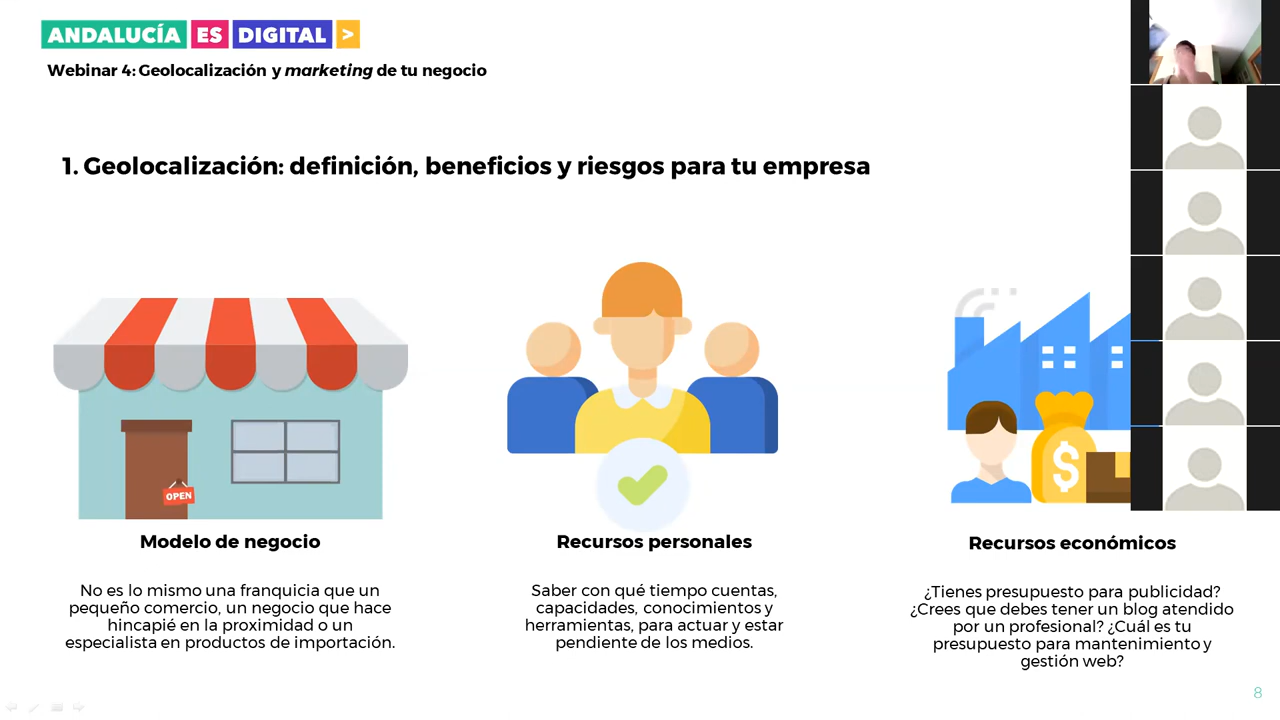 ANDALUCÍA ES DIGITAL >
Webinar 4: Geolocalización y marketing de tu negocio
1. Geolocalización: definición, beneficios y riesgos para tu empresa
OPEN
$
Modelo de negocio
No es lo mismo una franquicia que un
pequeño comercio, un negocio que hace
hincapié en la proximidad o un
especialista en productos de importación.
Recursos personales
Saber con qué tiempo cuentas,
capacidades, conocimientos y
herramientas, para actuar y estar
pendiente de los medios.
Recursos económicos
¿Tienes presupuesto para publicidad?
¿Crees que debes tener un blog atendido
por un profesional? ¿Cuál es tu
presupuesto para mantenimiento y
gestión web?
8